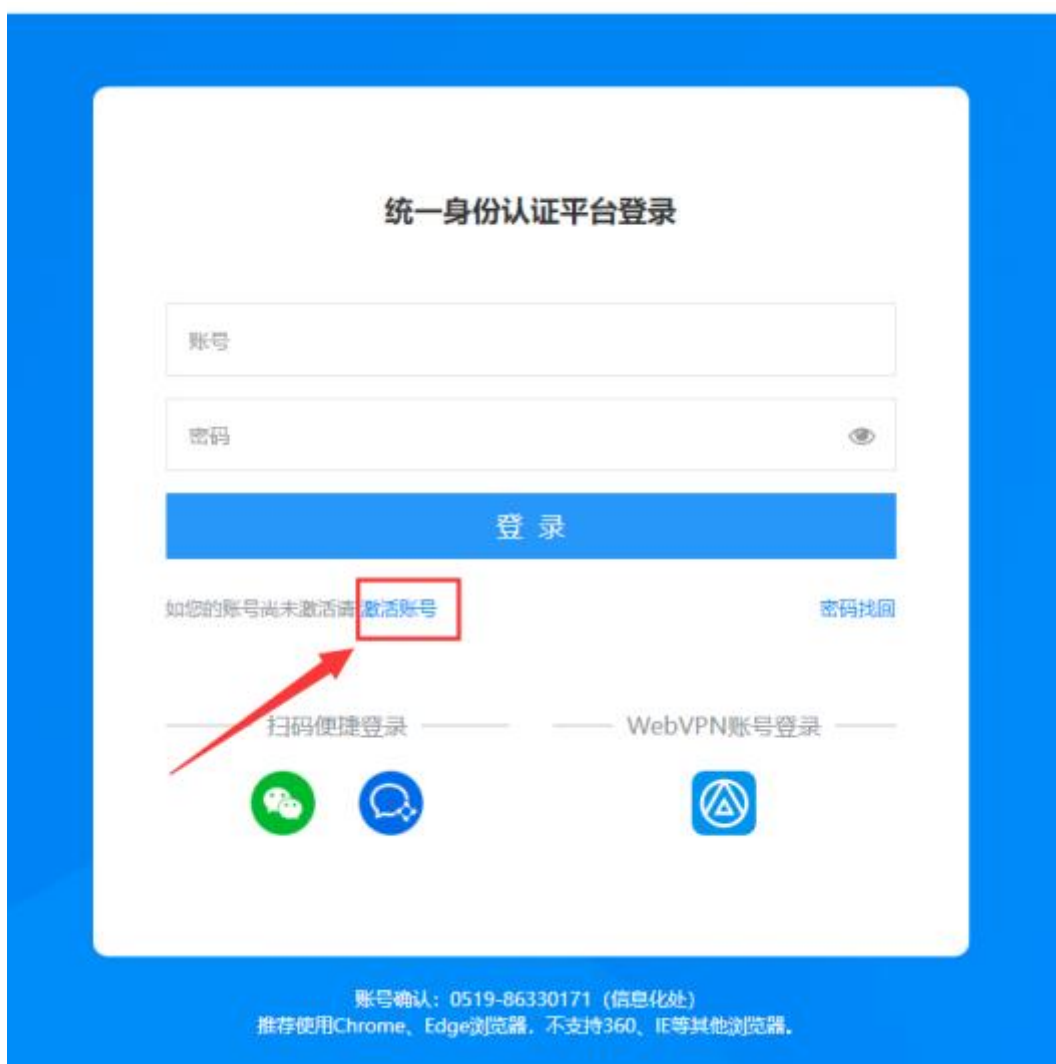 统一身份认证平台登录
账号
密码
登 录
如您的账号尚未激活请 激活账号 密码找回
扫码便捷登录 WebVPN账号登录
账号确认：0519-86330171 (信息化处)
推荐使用Chrome、Edge浏览器，不支持360、IE等其他浏览器。